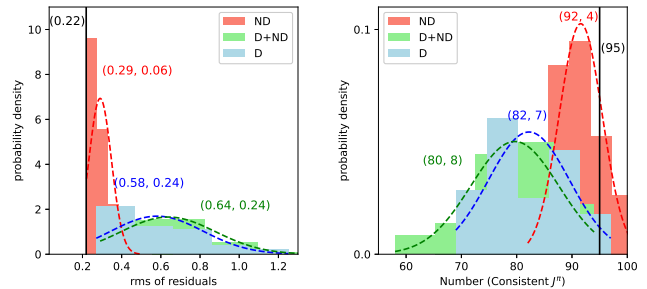 (0.22)
ND
D+ND
D
(0.29, 0.06)
(0.58, 0.24)
(0.64, 0.24)
10
8
6
4
2
0
probability density
0.2
0.4
0.6
0.8
1.0
1.2
rms of residuals
(92, 4)
ND
D+ND
D
(95)
(82, 7)
(80, 8)
0.1
0.0
probability density
60
70
80
90
100
Number (Consistent J^π)